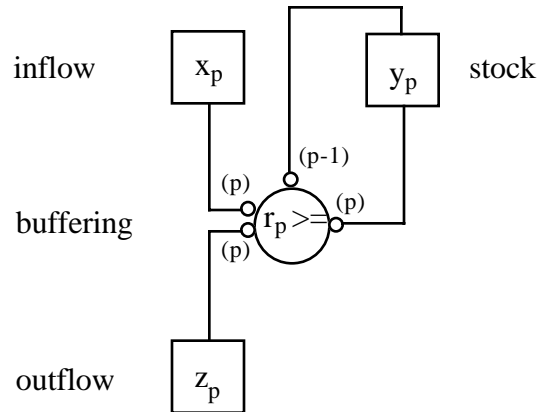 inflow x_p y_p stock
(p-1)
(p)
buffering r_p >= (p)
(p)
outflow z_p